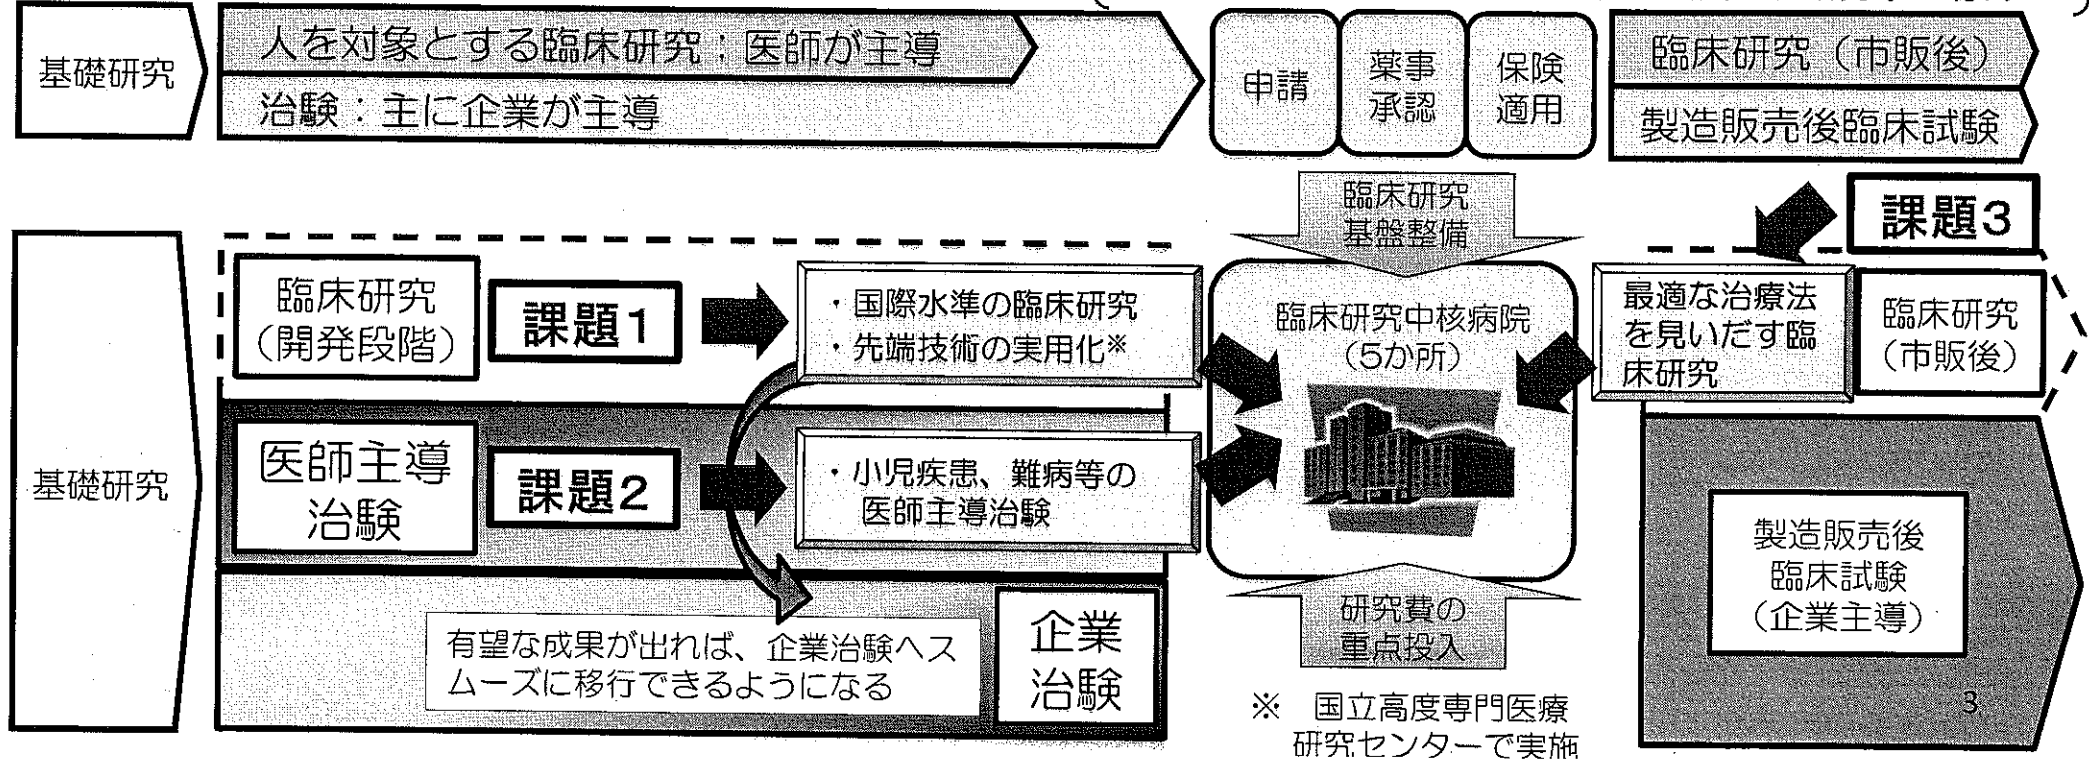 基礎研究
人を対象とする臨床研究：医師が主導
治験：主に企業が主導
申請
薬事
承認
保険
適用
臨床研究（市販後）
製造販売後臨床試験
基礎研究
臨床研究
（開発段階）
課題1
・国際水準の臨床研究
・先端技術の実用化※
医師主導
治験
課題2
・小児疾患、難病等の
医師主導治験
有望な成果が出れば、企業治験へス
ムーズに移行できるようになる
企業
治験
臨床研究
基盤整備
臨床研究中核病院
（5か所）
研究費の
重点投入
※　国立高度専門医療
研究センターで実施
課題3
最適な治療法
を見いだす臨
床研究
臨床研究
（市販後）
製造販売後
臨床試験
（企業主導）
3